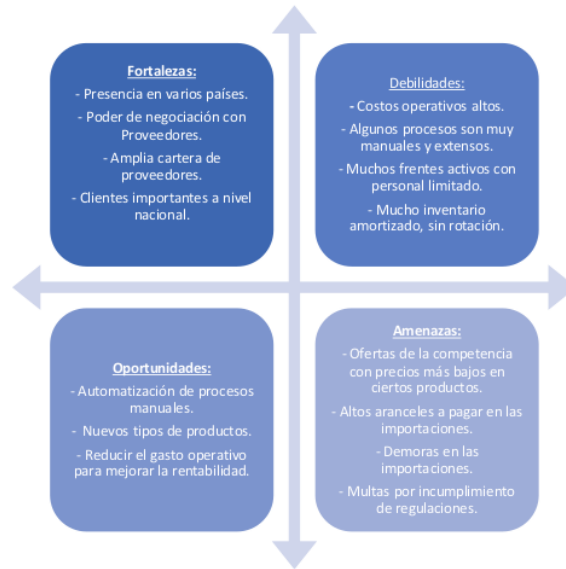 Fortalezas:
- Presencia en varios países.
- Poder de negociación con
Proveedores.
- Amplia cartera de
proveedores.
- Clientes importantes a nivel
nacional.
Debilidades:
- Costos operativos altos.
- Algunos procesos son muy
manuales y extensos.
- Muchos frentes activos con
personal limitado.
- Mucho inventario
amortizado, sin rotación.
Oportunidades:
- Automatización de procesos
manuales.
- Nuevos tipos de productos.
- Reducir el gasto operativo
para mejorar la rentabilidad.
Amenazas:
- Ofertas de la competencia
con precios más bajos en
ciertos productos.
- Altos aranceles a pagar en las
importaciones.
- Demoras en las
importaciones.
- Multas por incumplimiento
de regulaciones.